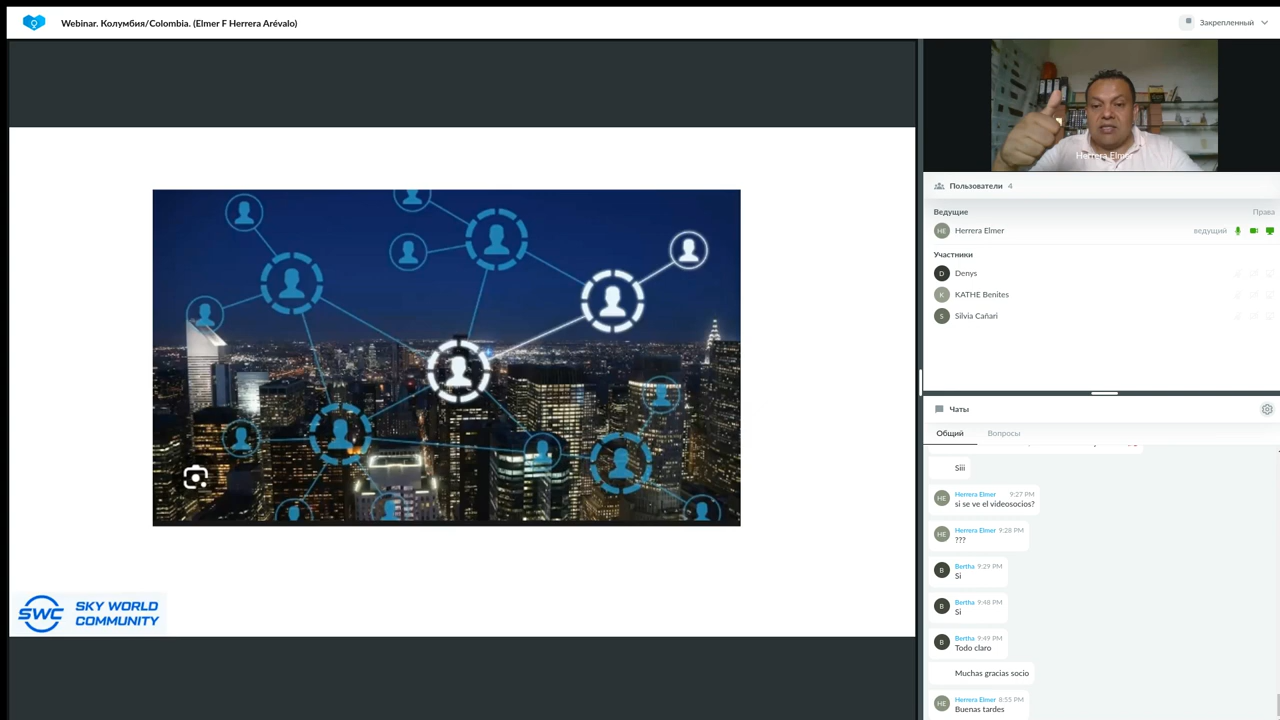 Webinar. Колумбия/Colombia. (Elmer F Herrera Arévalo)
Закрепленный
Herrera Elmer
Пользователи 4
Ведущие
Права
HE
Herrera Elmer
ведущий
Участники
D
Denys
K
KATHE Benites
S
Silvia Cañari
Чаты
Общий
Вопросы
Siii
HE
Herrera Elmer 9:27 PM
si se ve el videosocios?
HE
Herrera Elmer 9:28 PM
???
B
Bertha 9:29 PM
Si
B
Bertha 9:48 PM
Si
B
Bertha 9:49 PM
Todo claro
Muchas gracias socio
HE
Herrera Elmer 8:55 PM
Buenas tardes
SWC
SKY WORLD
COMMUNITY